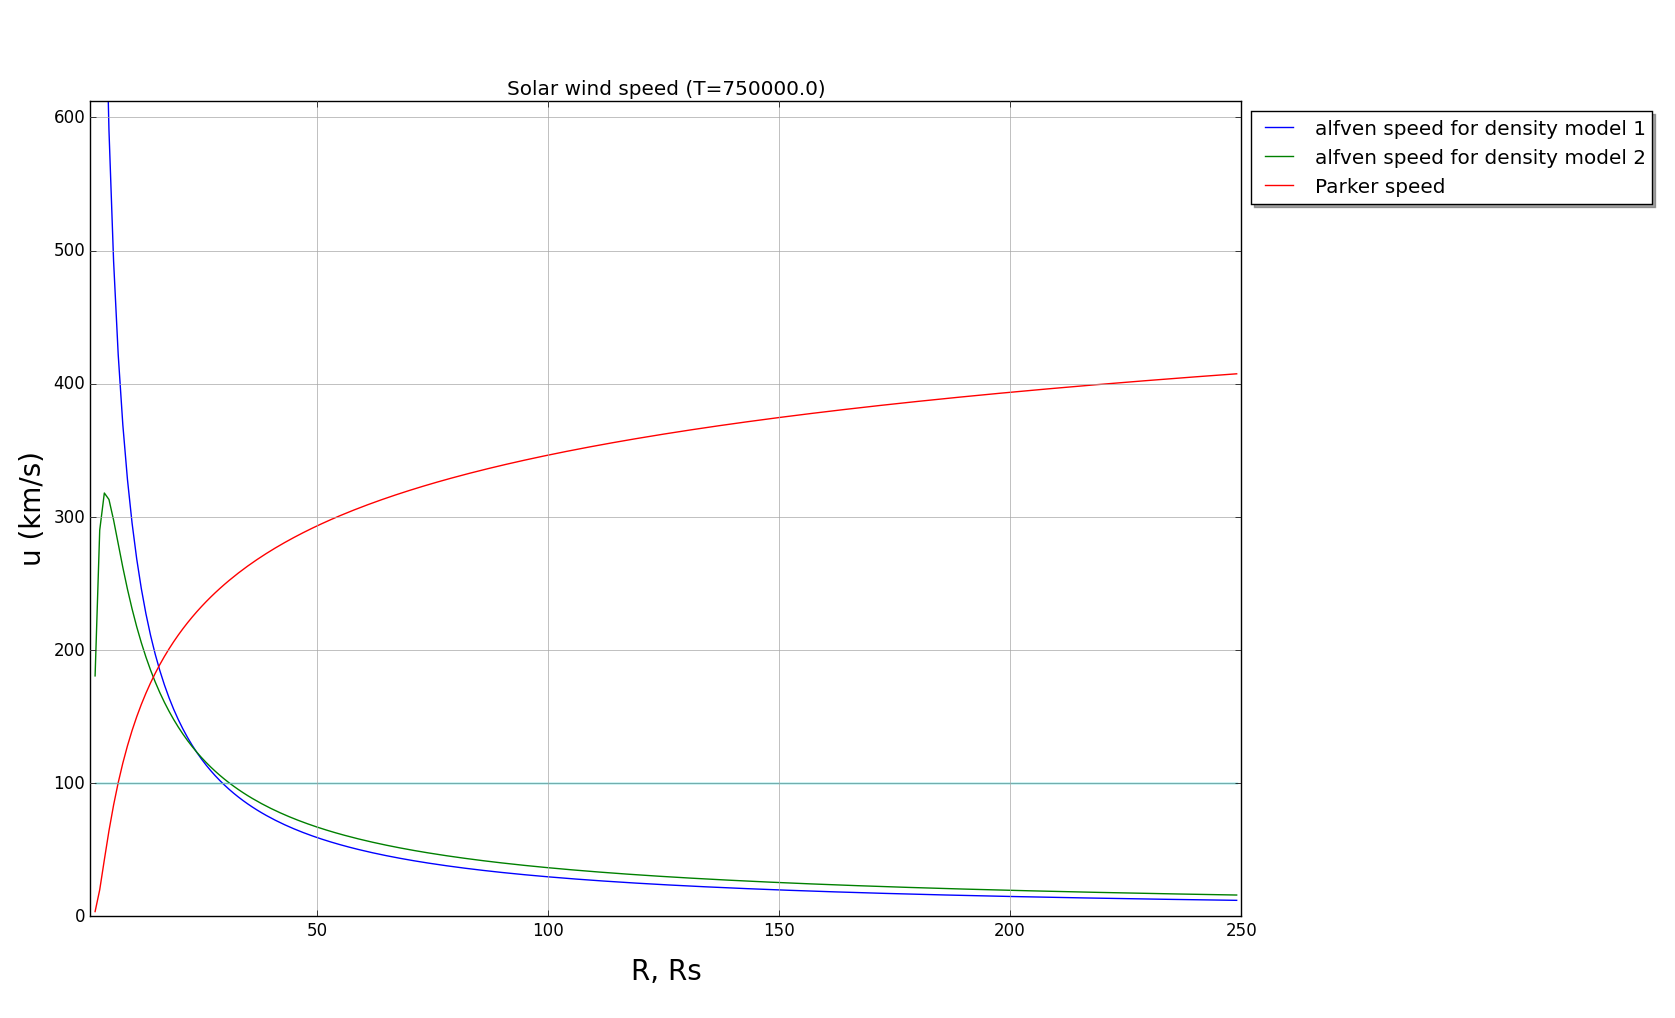 Solar wind speed (T=750000.0)
alfven speed for density model 1
alfven speed for density model 2
Parker speed
u (km/s)
600
500
400
300
200
100
0
50
100
150
200
250
R, Rs